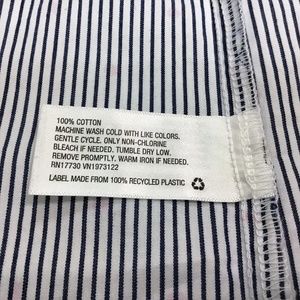 100% COTTON
MACHINE WASH COLD WITH LIKE COLORS.
GENTLE CYCLE. ONLY NON-CHLORINE
BLEACH IF NEEDED. TUMBLE DRY LOW.
REMOVE PROMPTLY. WARM IRON IF NEEDED.
RN17730 VN1973122
LABEL MADE FROM 100% RECYCLED PLASTIC